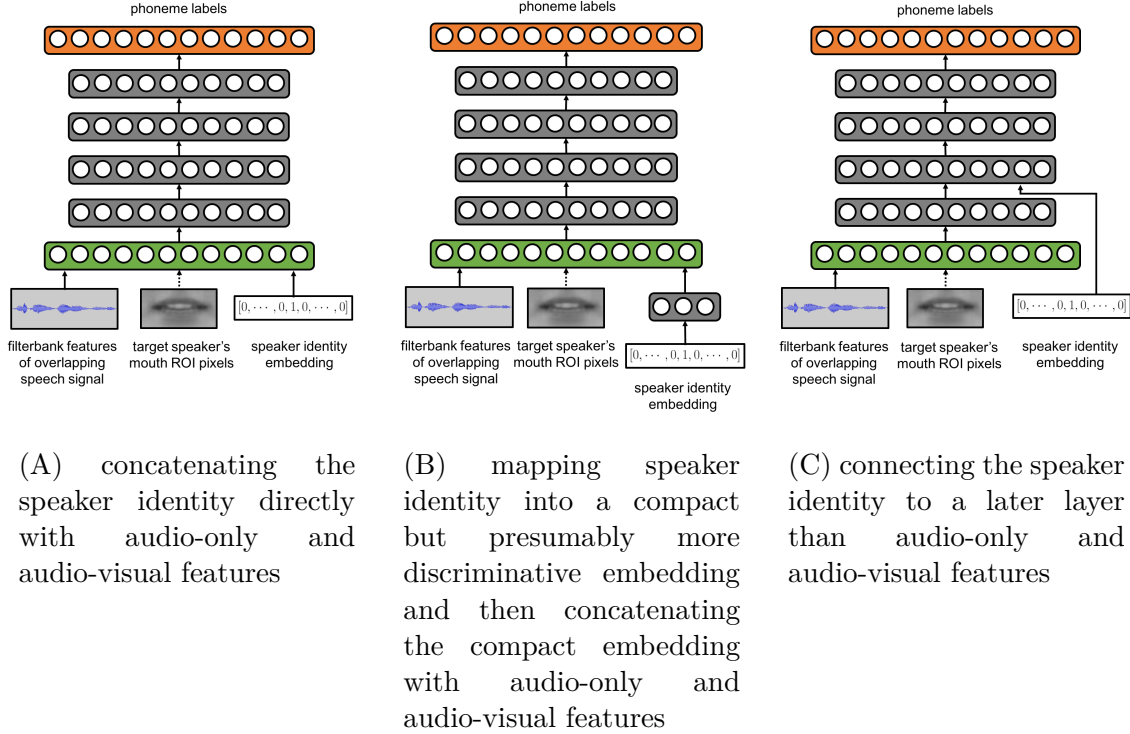 phoneme labels
[0, ⋯ , 0, 1, 0, ⋯ , 0]
filterbank features
of overlapping
speech signal
target speaker's
mouth ROI pixels
speaker identity
embedding
(A) concatenating the
speaker identity directly
with audio-only and
audio-visual features
phoneme labels
filterbank features
of overlapping
speech signal
target speaker's
mouth ROI pixels
[0, ⋯ , 0, 1, 0, ⋯ , 0]
speaker identity
embedding
(B) mapping speaker
identity into a compact
but presumably more
discriminative embedding
and then concatenating
the compact embedding
with audio-only and
audio-visual features
phoneme labels
[0, ⋯ , 0, 1, 0, ⋯ , 0]
filterbank features
of overlapping
speech signal
target speaker's
mouth ROI pixels
speaker identity
embedding
(C) connecting the speaker
identity to a later layer
than audio-only and
audio-visual features